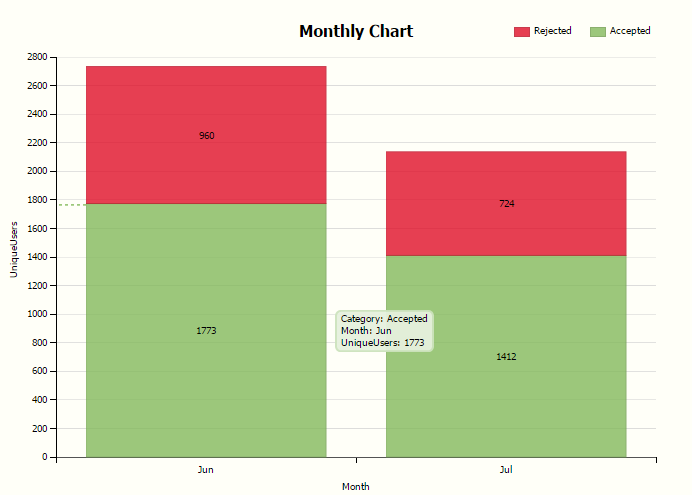 Monthly Chart
Rejected
Accepted
2800
2600
2400
2200
2000
1800
1600
1400
1200
1000
800
600
400
200
0
UniqueUsers
960
1773
724
1412
Category: Accepted
Month: Jun
UniqueUsers: 1773
Jun
Jul
Month